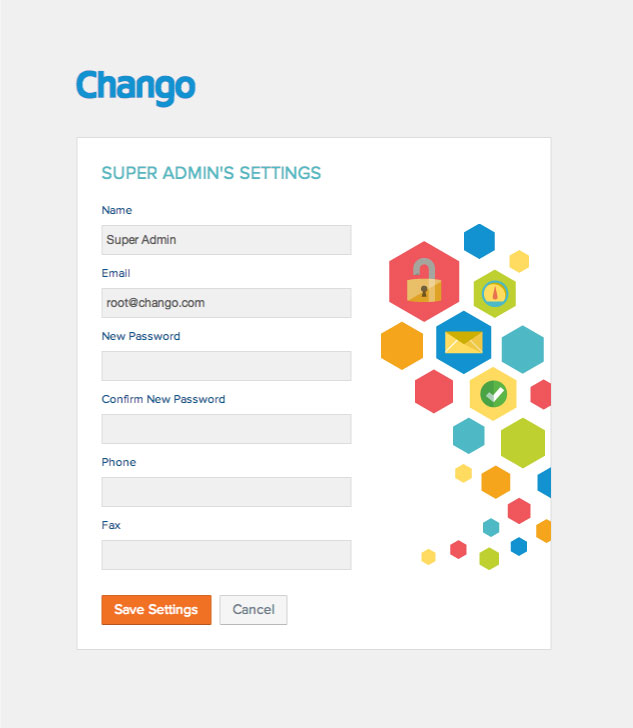 Chango
SUPER ADMIN'S SETTINGS
Name
Super Admin
Email
root@chango.com
New Password
Confirm New Password
Phone
Fax
Save Settings
Cancel